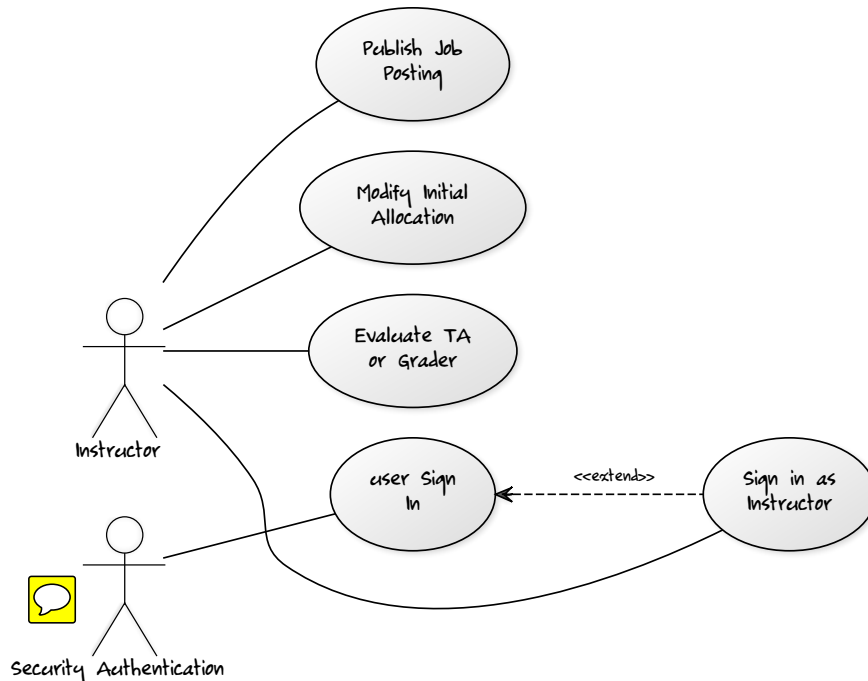 Publish Job
Posting
Modify Initial
Allocation
Evaluate TA
or Grader
Instructor
user Sign
In
<<extend>>
Sign in as
Instructor
Security Authentication